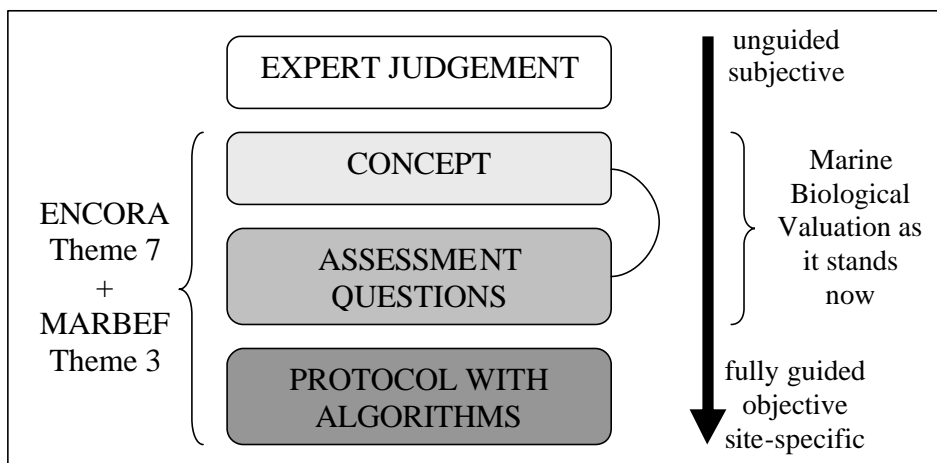 EXPERT JUDGEMENT
CONCEPT
ASSESSMENT
QUESTIONS
PROTOCOL WITH
ALGORITHMS
ENCORA
Theme 7
+
MARBEF
Theme 3
unguided
subjective
Marine
Biological
Valuation as
it stands
now
fully guided
objective
site-specific